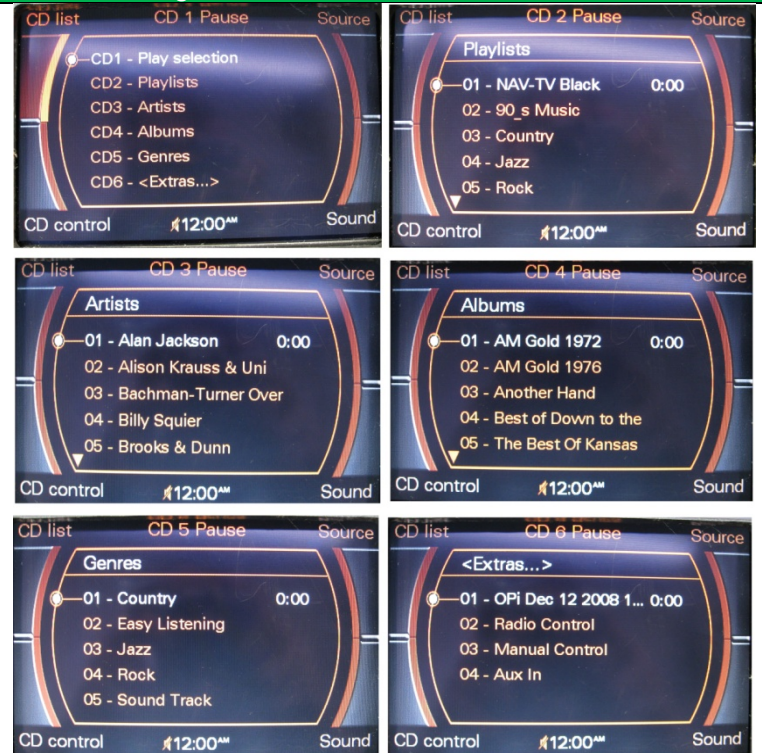 CD list CD 1 Pause Source
CD1 - Play selection
CD2 - Playlists
CD3 - Artists
CD4 - Albums
CD5 - Genres
CD6 - <Extras...>
CD control 12:00AM Sound
CD list CD 2 Pause Source
Playlists
01 - NAV-TV Black 0:00
02 - 90_s Music
03 - Country
04 - Jazz
05 - Rock
CD control 12:00AM Sound
CD list CD 3 Pause Source
Artists
01 - Alan Jackson 0:00
02 - Alison Krauss & Uni
03 - Bachman-Turner Over
04 - Billy Squier
05 - Brooks & Dunn
CD control 12:00AM Sound
CD list CD 4 Pause Source
Albums
01 - AM Gold 1972 0:00
02 - AM Gold 1976
03 - Another Hand
04 - Best of Down to the
05 - The Best Of Kansas
CD control 12:00AM Sound
CD list CD 5 Pause Source
Genres
01 - Country 0:00
02 - Easy Listening
03 - Jazz
04 - Rock
05 - Sound Track
CD control 12:00AM Sound
CD list CD 6 Pause Source
<Extras...>
01 - OPi Dec 12 2008 1... 0:00
02 - Radio Control
03 - Manual Control
04 - Aux In
CD control 12:00AM Sound